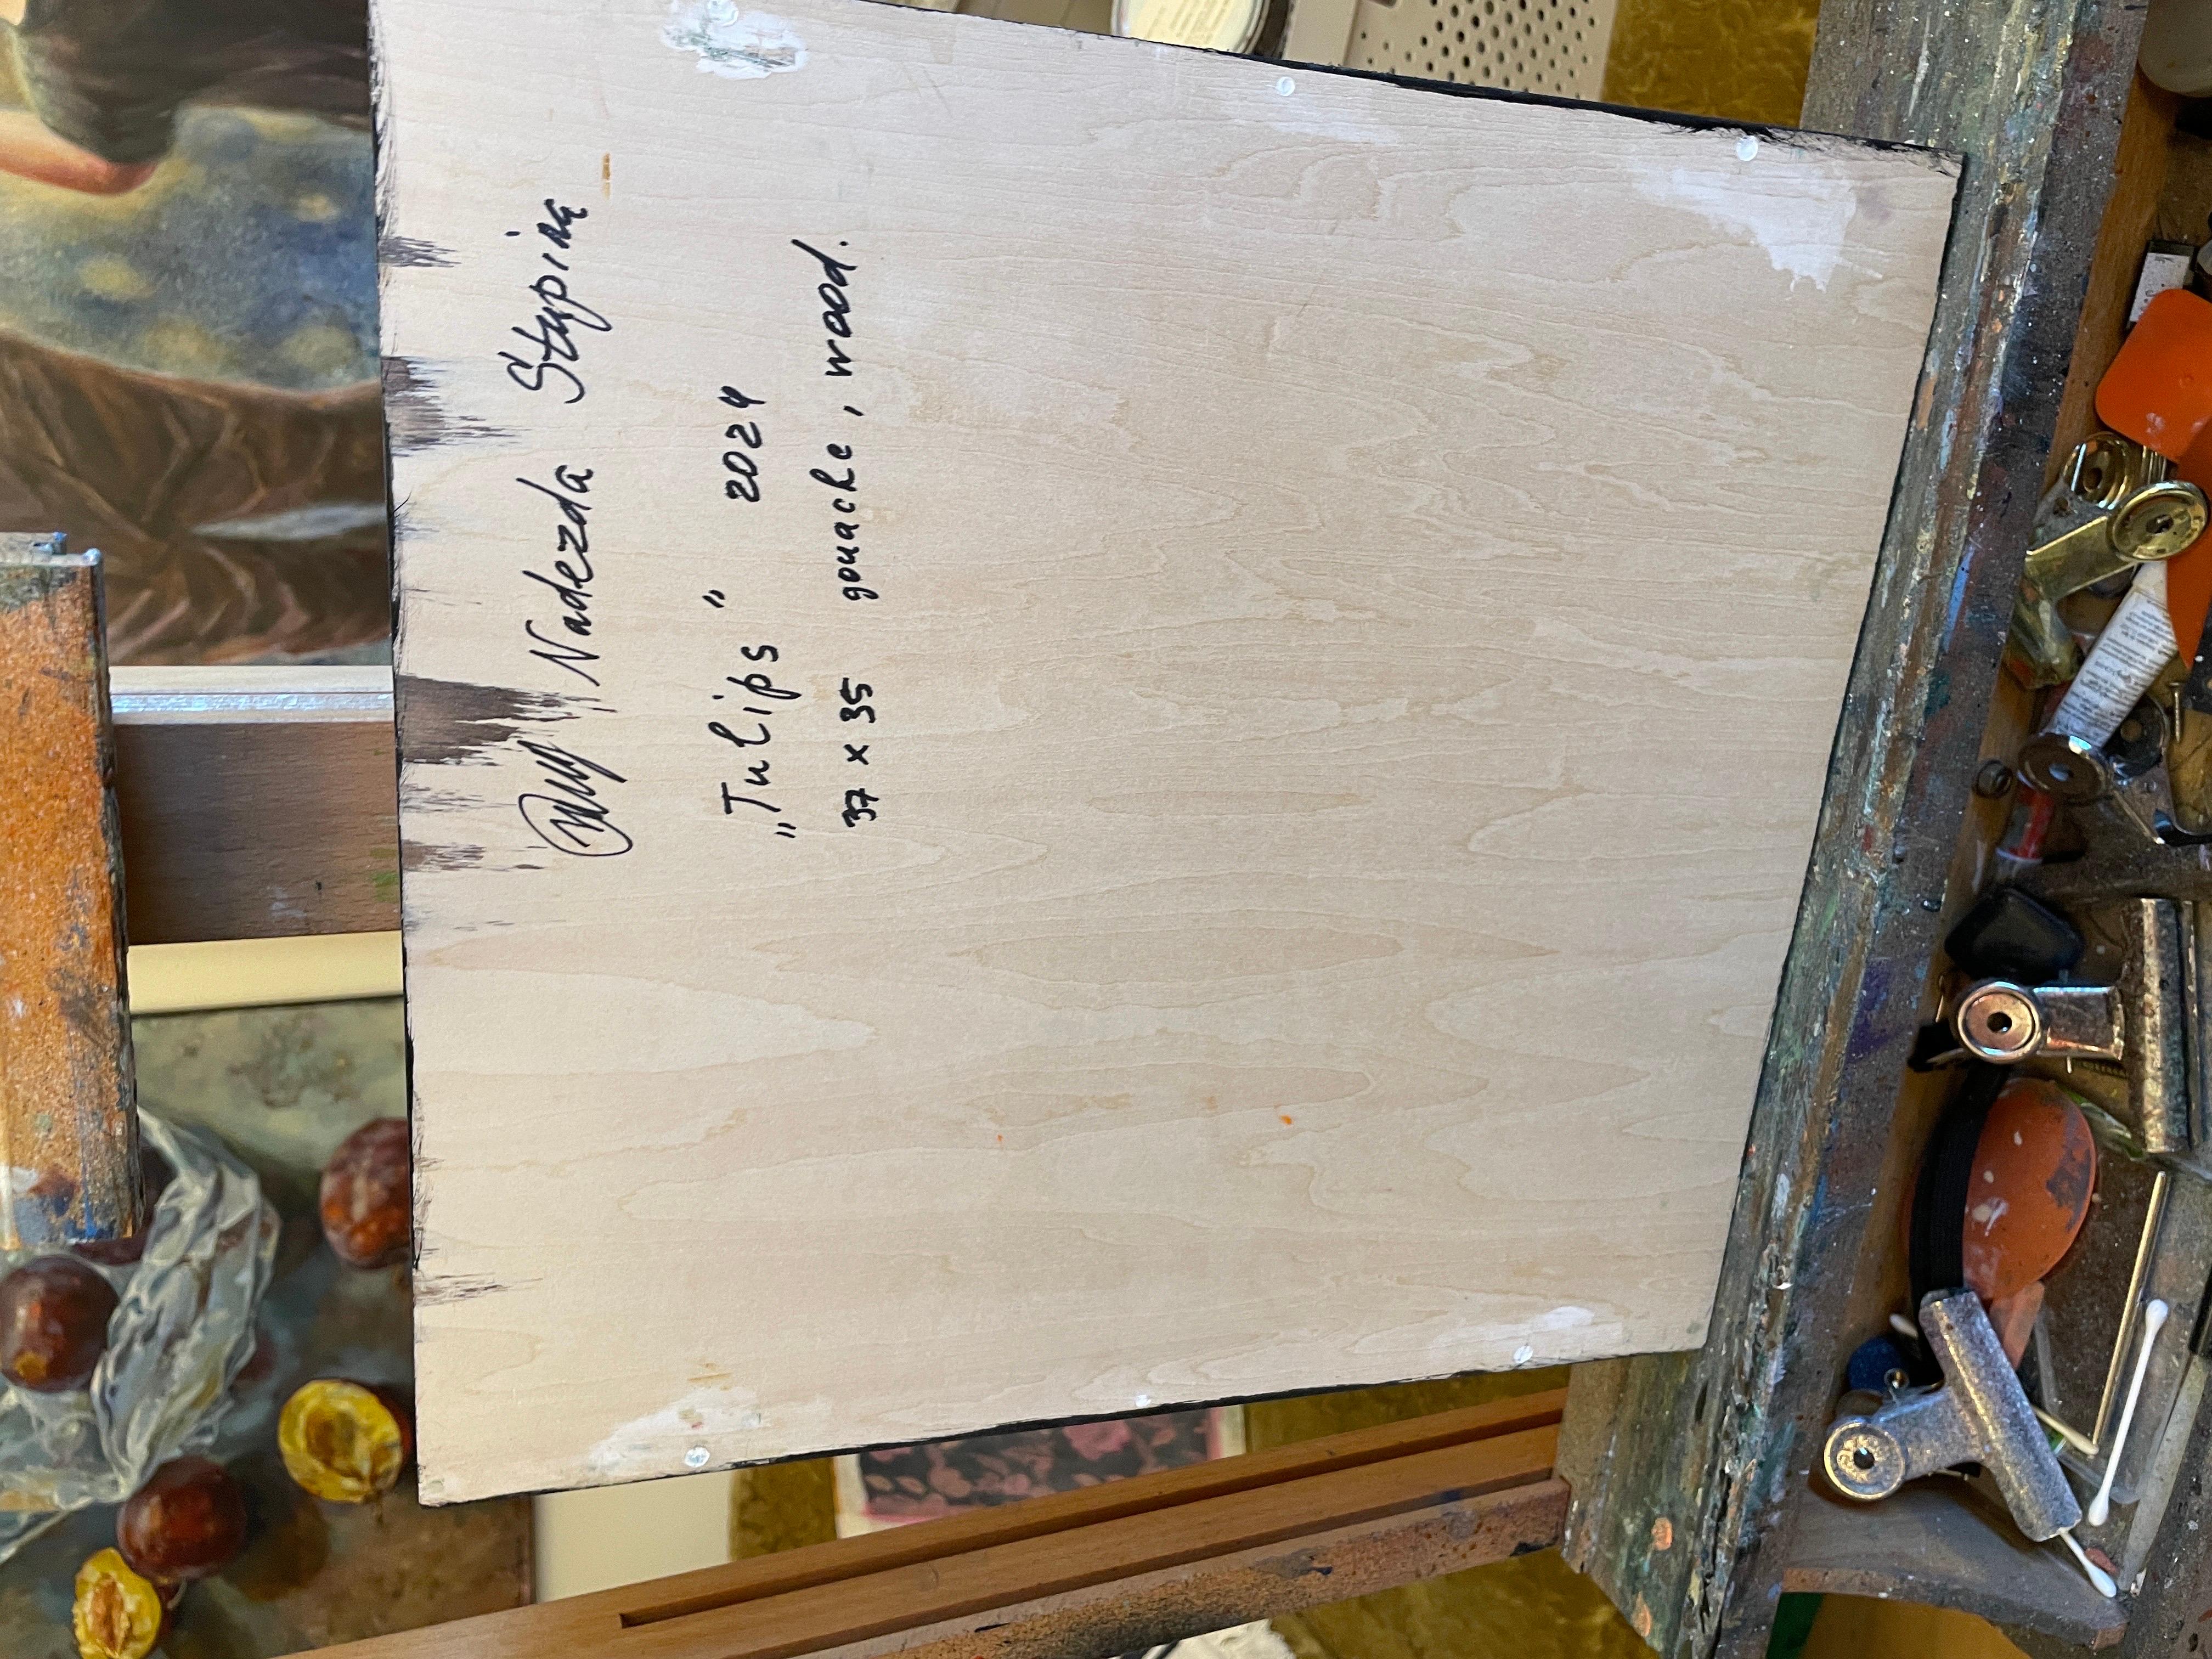 Nadezda Stupina
„Tulips" 2024
37 x 35 gouache, wood.